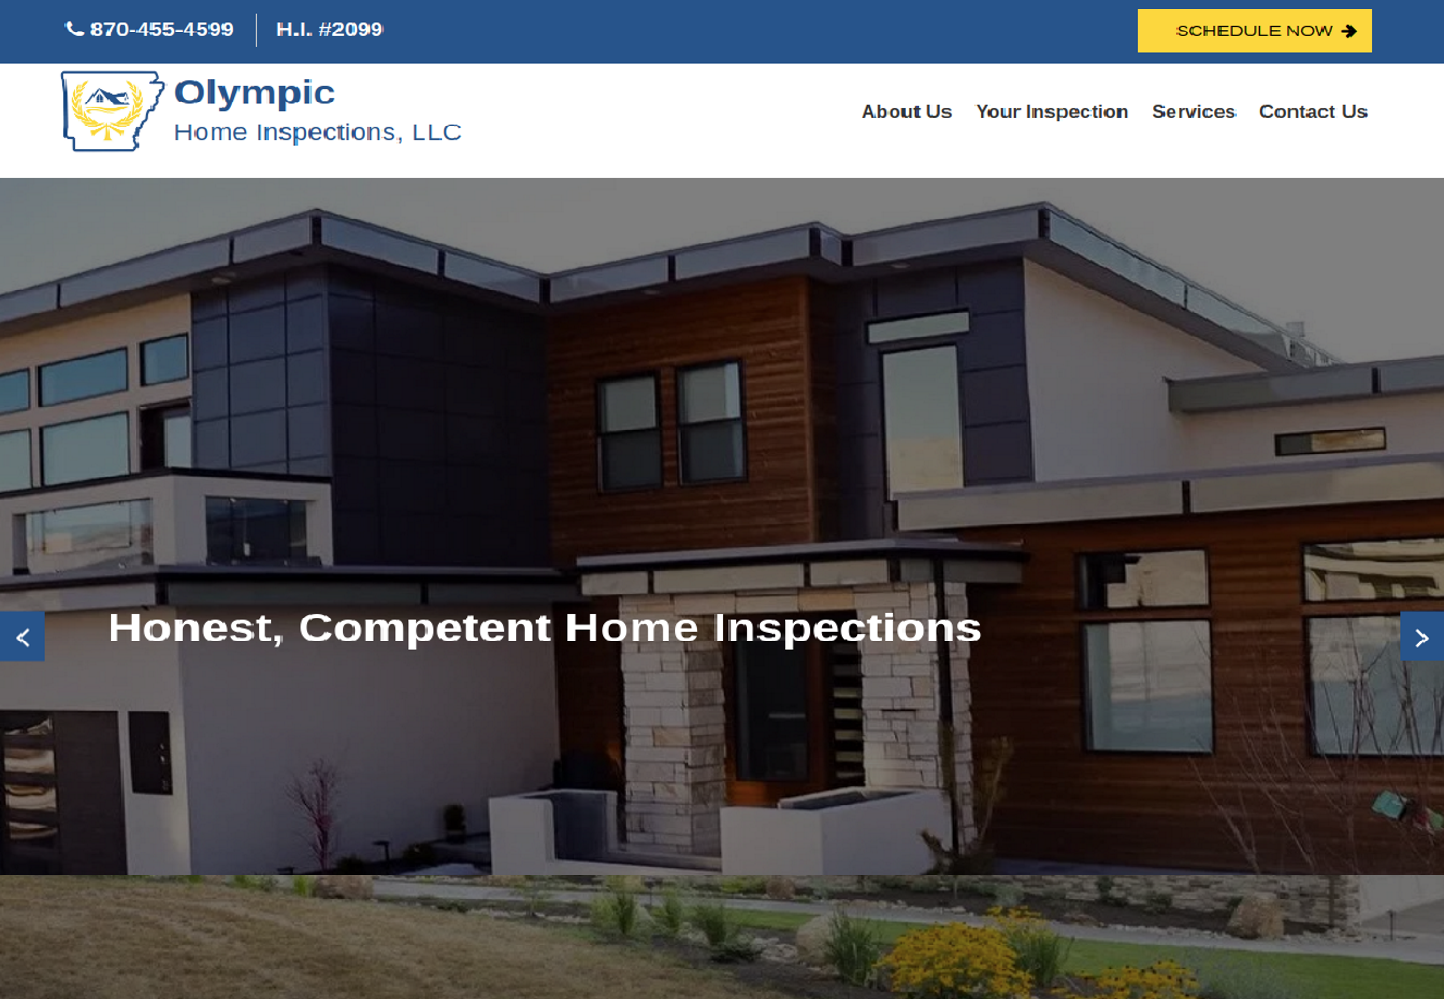 870-455-4599
H.I. #2099
SCHEDULE NOW
Olympic
Home Inspections, LLC
About Us
Your Inspection
Services
Contact Us
Honest, Competent Home Inspections